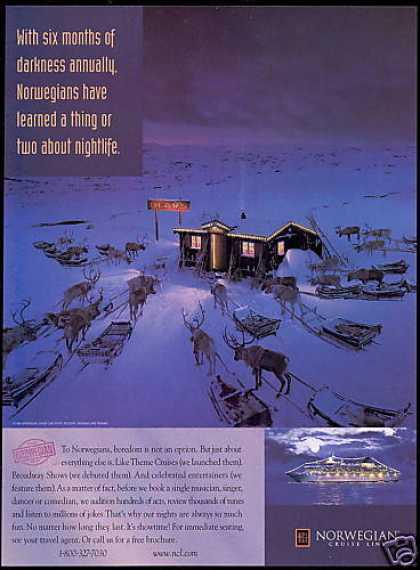 With six months of
darkness annually,
Norwegians have
learned a thing or
two about nightlife.
NORWEGIAN
To Norwegians, boredom is not an option. But just about
everything else is. Like Theme Cruises (we launched them).
Broadway Shows (we debuted them). And celebrated entertainers (we
feature them). As a matter of fact, before we book a single musician, singer,
dancer or comedian, we audition hundreds of acts, review thousands of tunes
and listen to millions of jokes. That's why our nights are always so much
fun. No matter how long they last. It's showtime! For immediate seating,
see your travel agent. Or call us for a free brochure.
1-800-327-7030 www.ncl.com
NORWEGIAN
CRUISE LINE